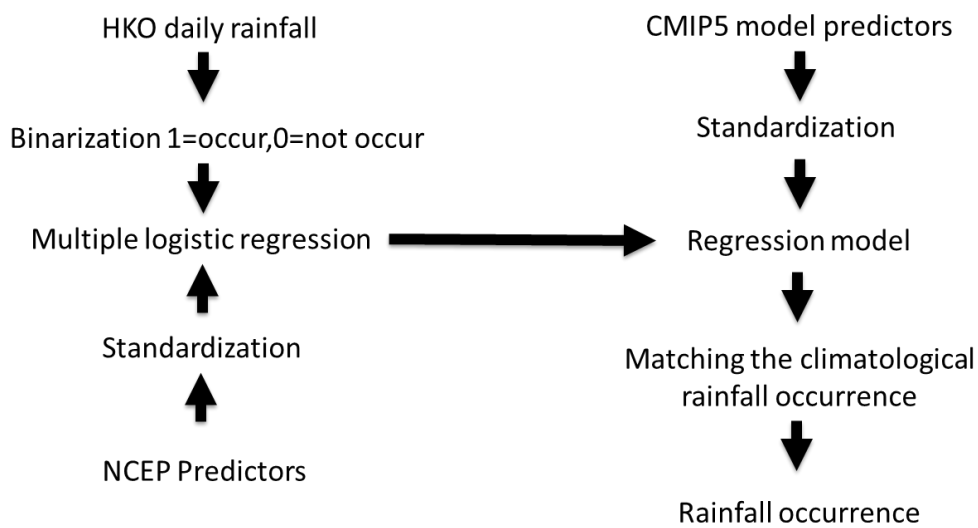 HKO daily rainfall
Binarization 1=occur,0=not occur
Multiple logistic regression
Standardization
NCEP Predictors
CMIP5 model predictors
Standardization
Regression model
Matching the climatological
rainfall occurrence
Rainfall occurrence